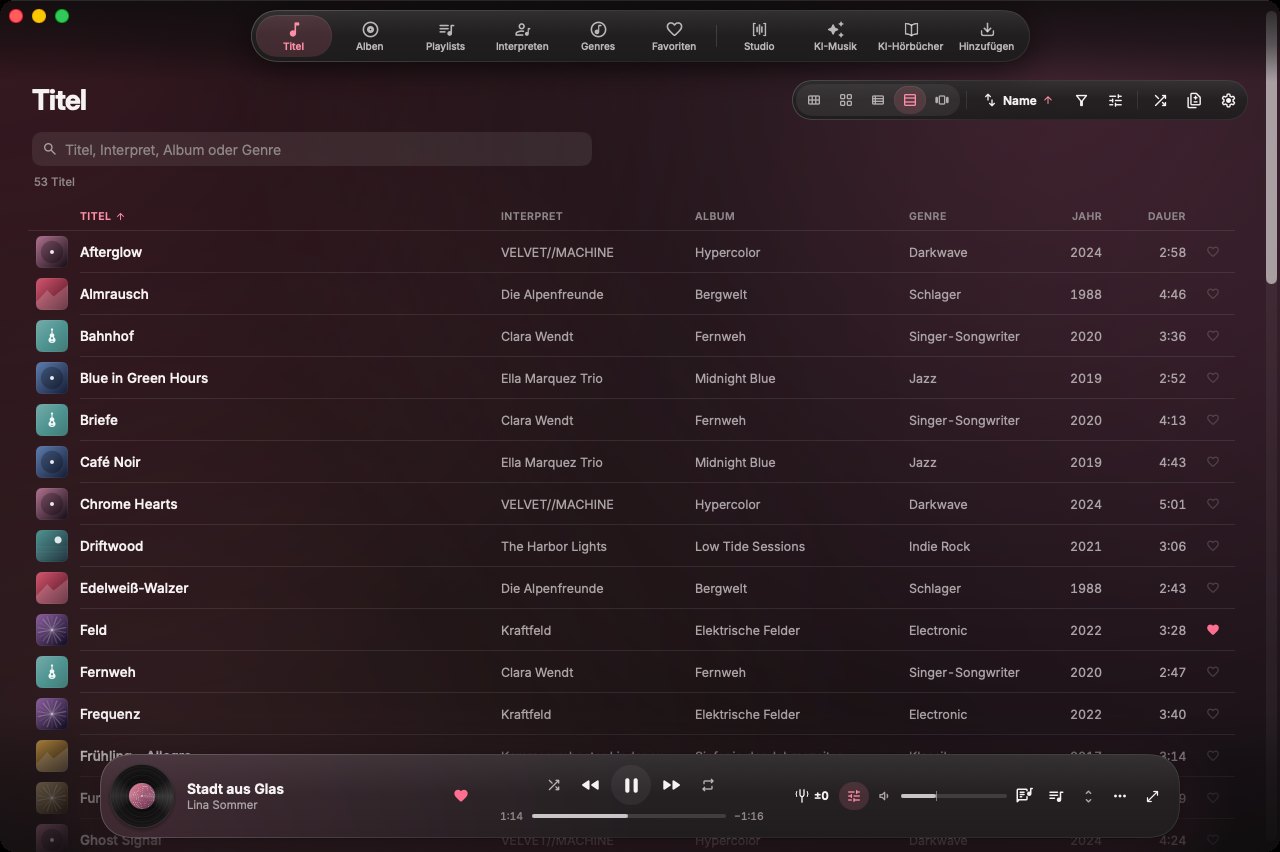 Titel
Alben
Playlists
Interpreten
Genres
Favoriten
Studio
KI-Musik
KI-Hörbücher
Hinzufügen
Titel
Name
Titel, Interpret, Album oder Genre
53 Titel
TITEL INTERPRET ALBUM GENRE JAHR DAUER
Afterglow VELVET//MACHINE Hypercolor Darkwave 2024 2:58
Almrausch Die Alpenfreunde Bergwelt Schlager 1988 4:46
Bahnhof Clara Wendt Fernweh Singer-Songwriter 2020 3:36
Blue in Green Hours Ella Marquez Trio Midnight Blue Jazz 2019 2:52
Briefe Clara Wendt Fernweh Singer-Songwriter 2020 4:13
Café Noir Ella Marquez Trio Midnight Blue Jazz 2019 4:43
Chrome Hearts VELVET//MACHINE Hypercolor Darkwave 2024 5:01
Driftwood The Harbor Lights Low Tide Sessions Indie Rock 2021 3:06
Edelweiß-Walzer Die Alpenfreunde Bergwelt Schlager 1988 2:43
Feld Kraftfeld Elektrische Felder Electronic 2022 3:28
Fernweh Clara Wendt Fernweh Singer-Songwriter 2020 2:47
Frequenz Kraftfeld Elektrische Felder Electronic 2022 3:40
3:14
Stadt aus Glas
Lina Sommer
±0
1:14 −1:16
Ghost Signal VELVET//MACHINE Hypercolor Darkwave 2024 4:24